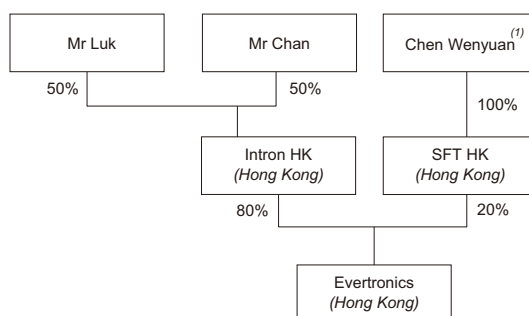 Mr Luk
Mr Chan
Chen Wenyuan(1)
50%
50%
100%
Intron HK
(Hong Kong)
SFT HK
(Hong Kong)
80%
20%
Evertronics
(Hong Kong)